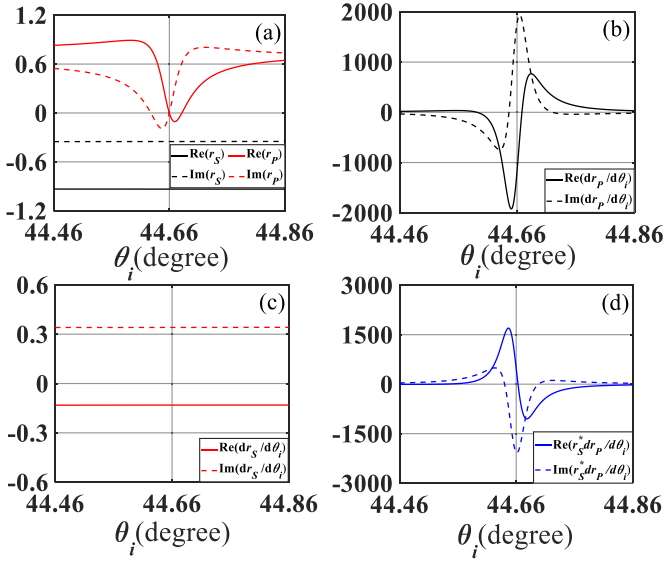 (a)
1.2
0.6
0
-0.6
-1.2
Re(r_S) Re(r_P)
Im(r_S) Im(r_P)
44.46 44.66 44.86
θ_i(degree)
(b)
2000
1000
0
-1000
-2000
Re(dr_P/dθ_i)
Im(dr_P/dθ_i)
44.46 44.66 44.86
θ_i(degree)
(c)
0.6
0.3
0
-0.3
-0.6
Re(dr_S/dθ_i)
Im(dr_S/dθ_i)
44.46 44.66 44.86
θ_i(degree)
(d)
3000
1500
0
-1500
-3000
Re(r_S^*dr_P/dθ_i)
Im(r_S^*dr_P/dθ_i)
44.46 44.66 44.86
θ_i(degree)